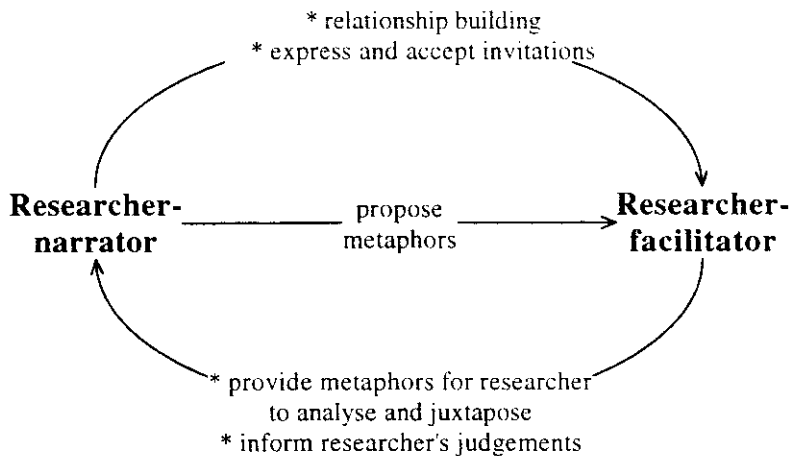 * relationship building
* express and accept invitations
Researcher-
narrator
propose
metaphors
Researcher-
facilitator
* provide metaphors for researcher
to analyse and juxtapose
* inform researcher's judgements